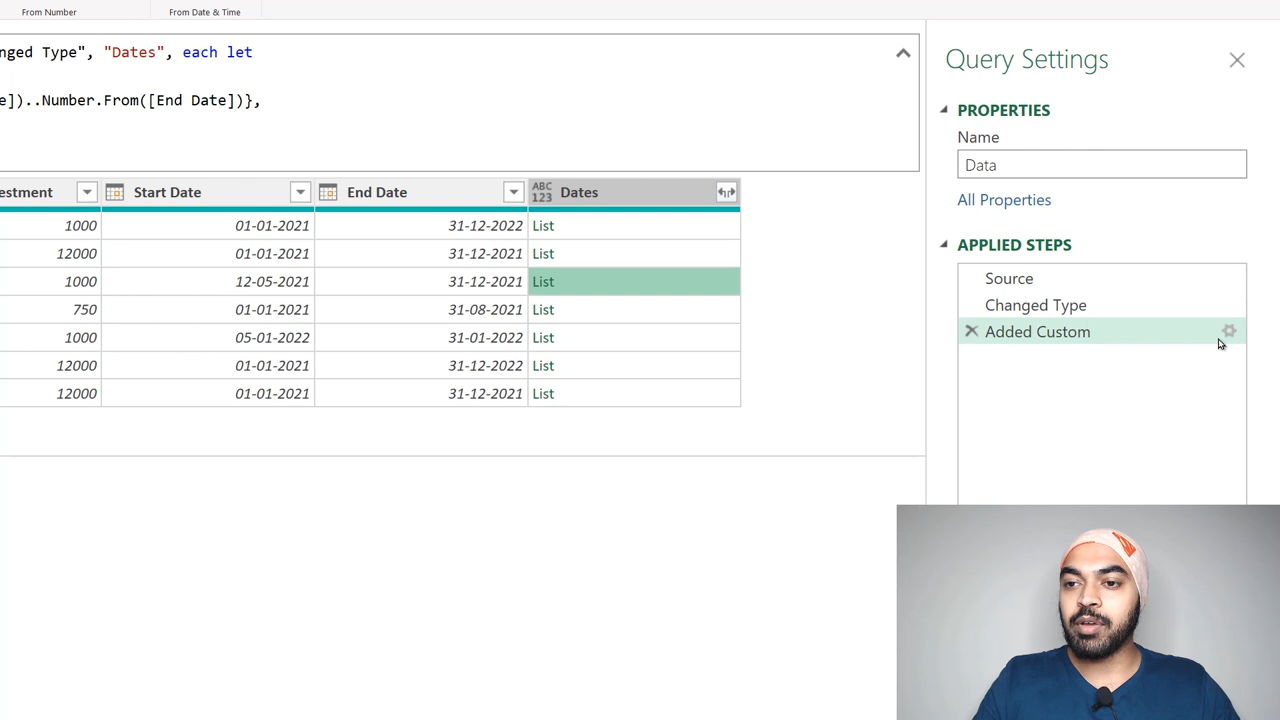 From Number
From Date & Time
nged Type", "Dates", each let
e])..Number.From([End Date])},
estment
Start Date
End Date
ABC
123
Dates
1000
01-01-2021
31-12-2022
List
12000
01-01-2021
31-12-2021
List
1000
12-05-2021
31-12-2021
List
750
01-01-2021
31-08-2021
List
1000
05-01-2022
31-01-2022
List
12000
01-01-2021
31-12-2022
List
12000
01-01-2021
31-12-2021
List
Query Settings
PROPERTIES
Name
Data
All Properties
APPLIED STEPS
Source
Changed Type
Added Custom